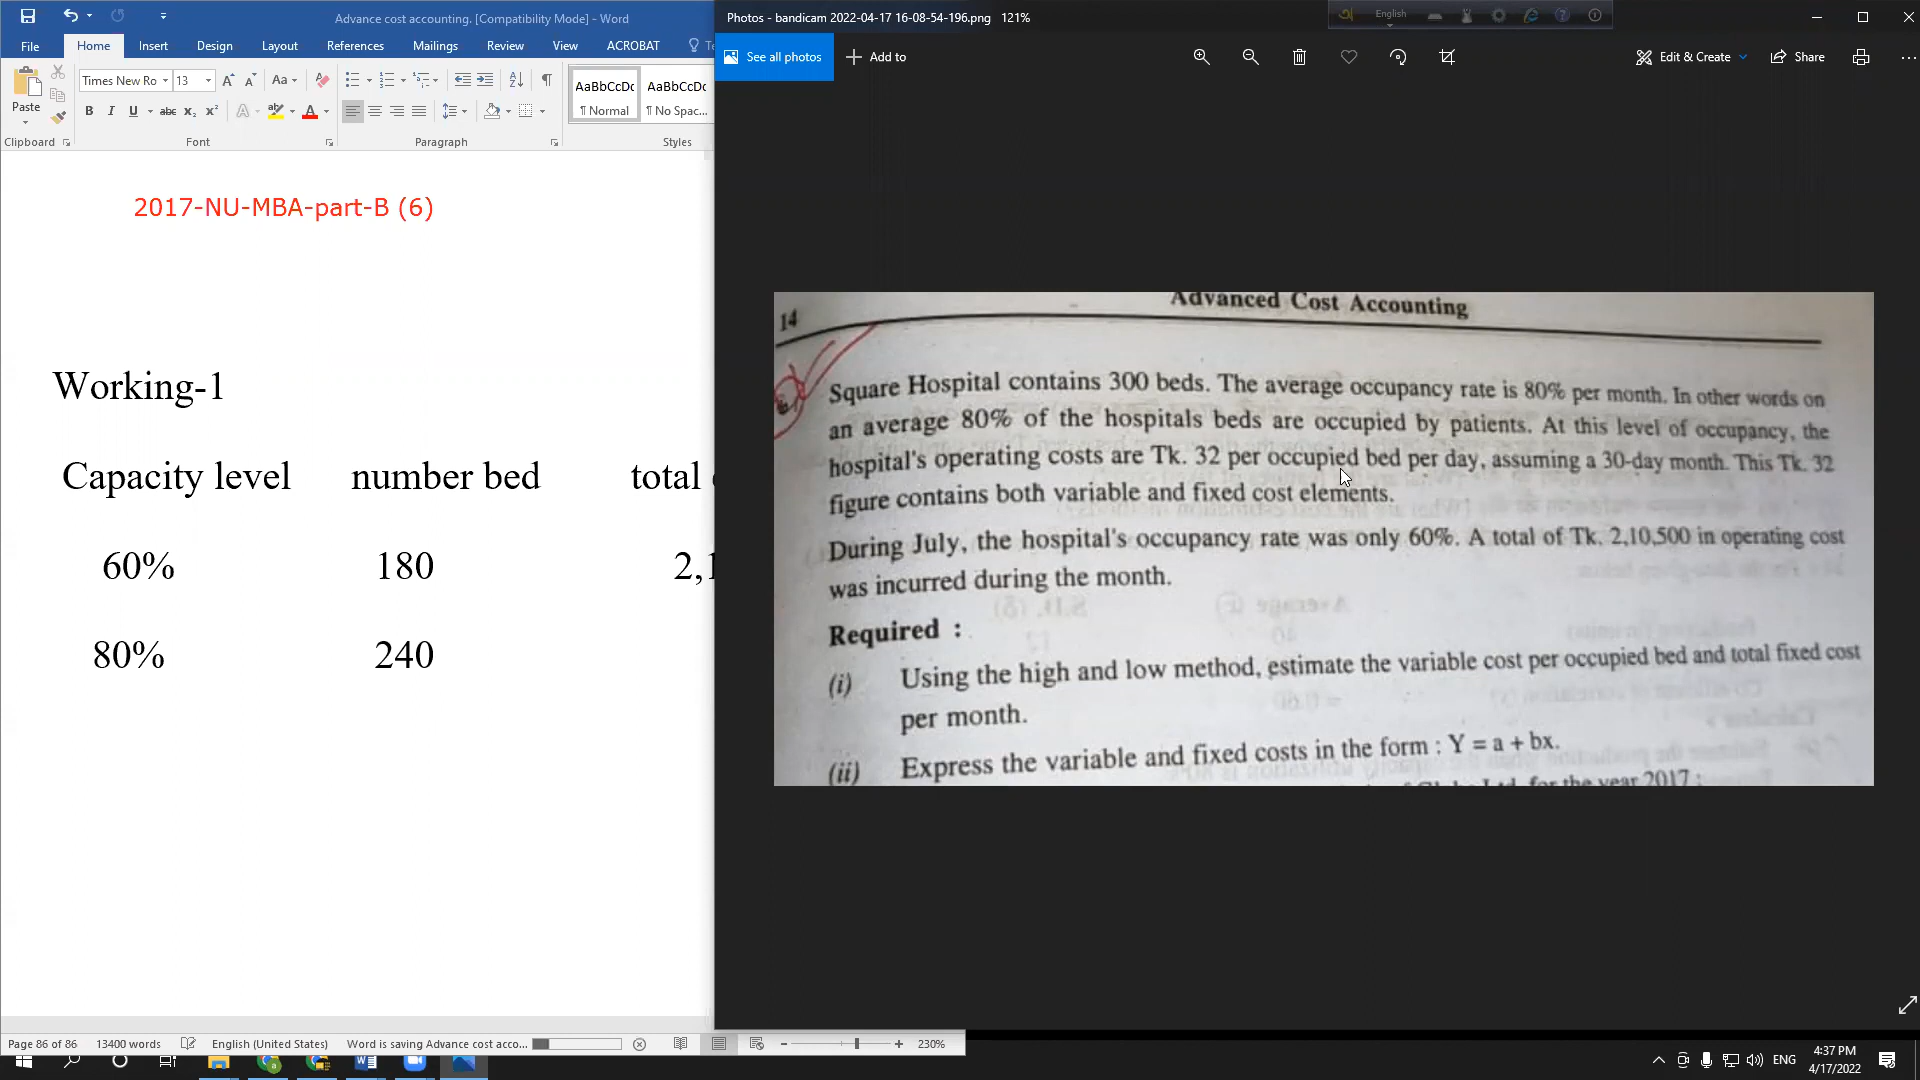 Advance cost accounting. [Compatibility Mode] - Word
File Home Insert Design Layout References Mailings Review View ACROBAT
Paste
Times New Ro 13
AaBbCcDc AaBbCcDc
¶ Normal ¶ No Spac...
Clipboard Font Paragraph Styles
2017-NU-MBA-part-B (6)
Working-1
Capacity level number bed total
60% 180 2,1
80% 240
Page 86 of 86 13400 words English (United States) Word is saving Advance cost acco... 230%
Photos - bandicam 2022-04-17 16-08-54-196.png 121%
English
See all photos Add to Edit & Create Share
14 Advanced Cost Accounting
Square Hospital contains 300 beds. The average occupancy rate is 80% per month. In other words on
an average 80% of the hospitals beds are occupied by patients. At this level of occupancy, the
hospital's operating costs are Tk. 32 per occupied bed per day, assuming a 30-day month. This Tk. 32
figure contains both variable and fixed cost elements.
During July, the hospital's occupancy rate was only 60%. A total of Tk. 2,10,500 in operating cost
was incurred during the month.
Required :
(i) Using the high and low method, estimate the variable cost per occupied bed and total fixed cost
per month.
(ii) Express the variable and fixed costs in the form : Y = a + bx.
for the year 2017 :
ENG
4:37 PM
4/17/2022